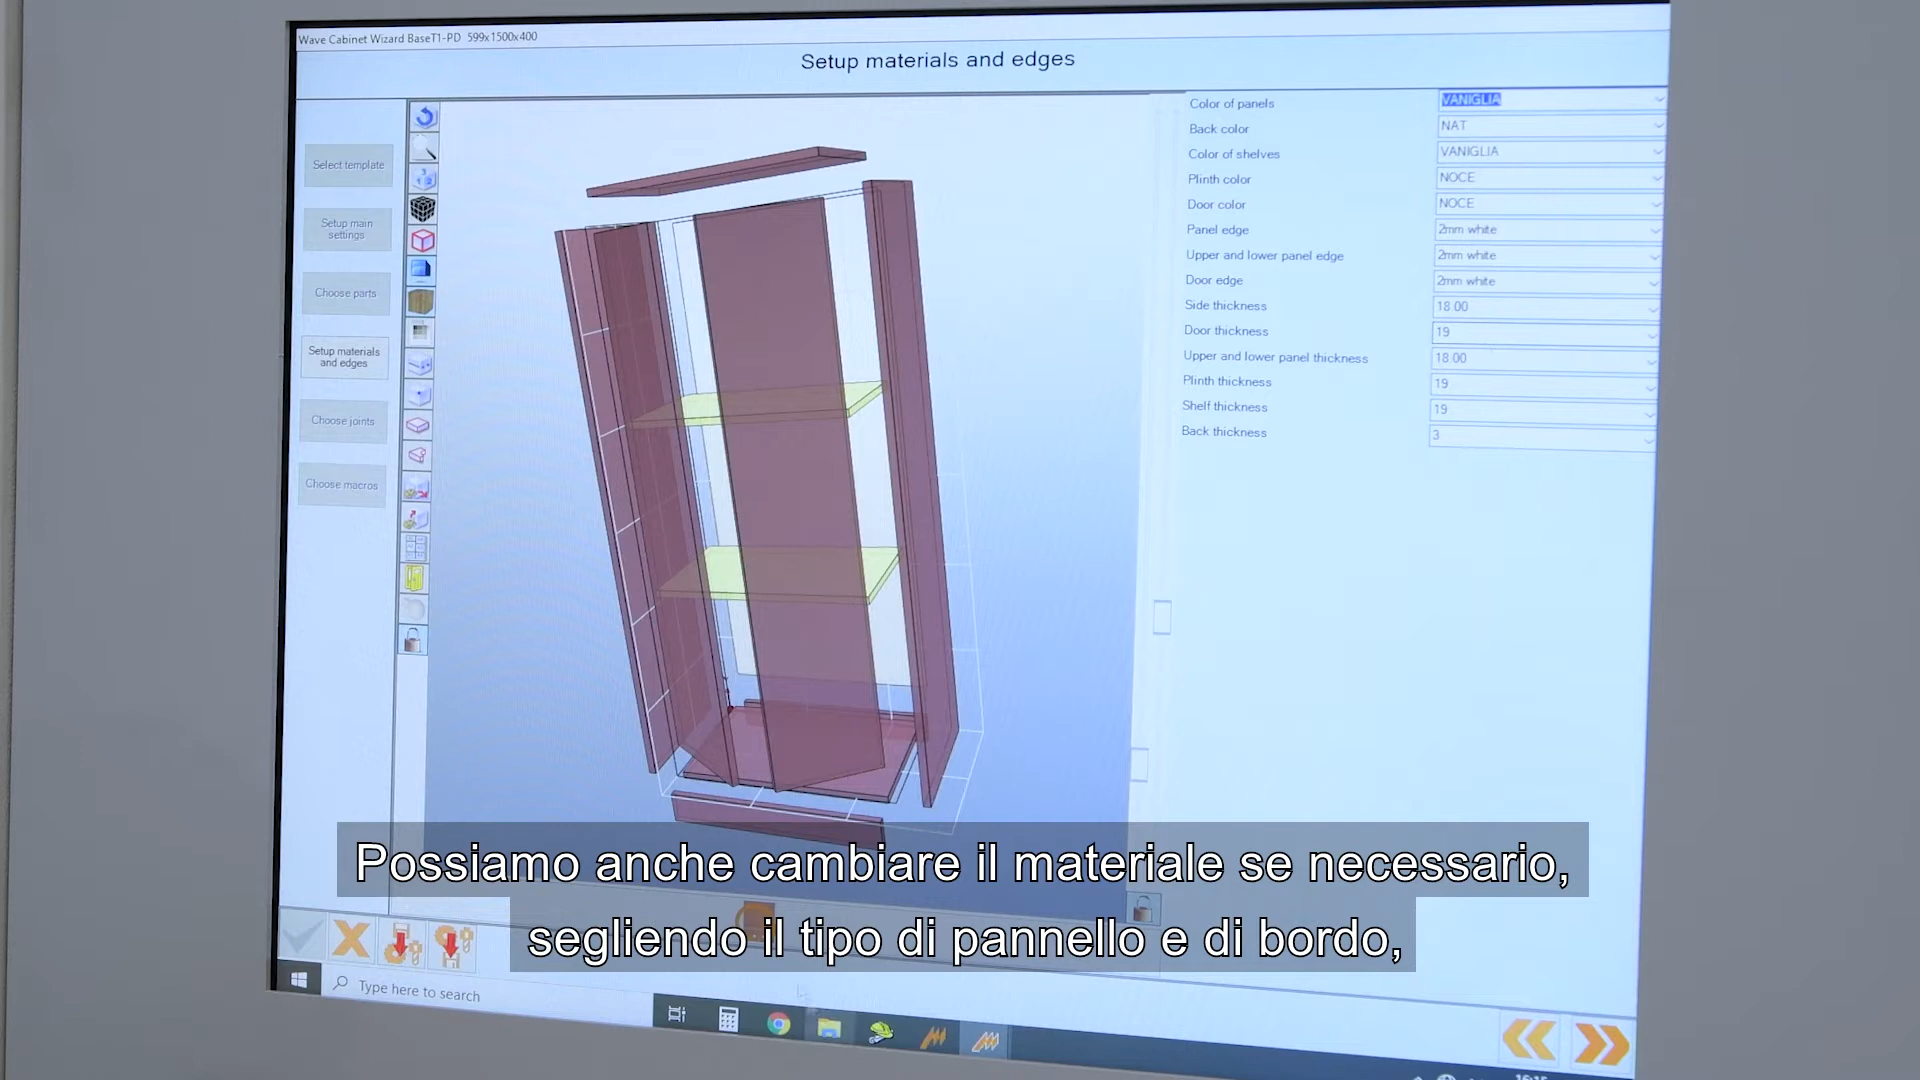 Wave Cabinet Wizard BaseT1-PD 599x1500x400
Setup materials and edges
Select template
Setup main
settings
Choose parts
Setup materials
and edges
Choose joints
Choose macros
Color of panels VANIGLIA
Back color NAT
Color of shelves VANIGLIA
Plinth color NOCE
Door color NOCE
Panel edge 2mm white
Upper and lower panel edge 2mm white
Door edge 2mm white
Side thickness 18.00
Door thickness 19
Upper and lower panel thickness 18.00
Plinth thickness 19
Shelf thickness 19
Back thickness 3
Possiamo anche cambiare il materiale se necessario,
segliendo il tipo di pannello e di bordo,
Type here to search